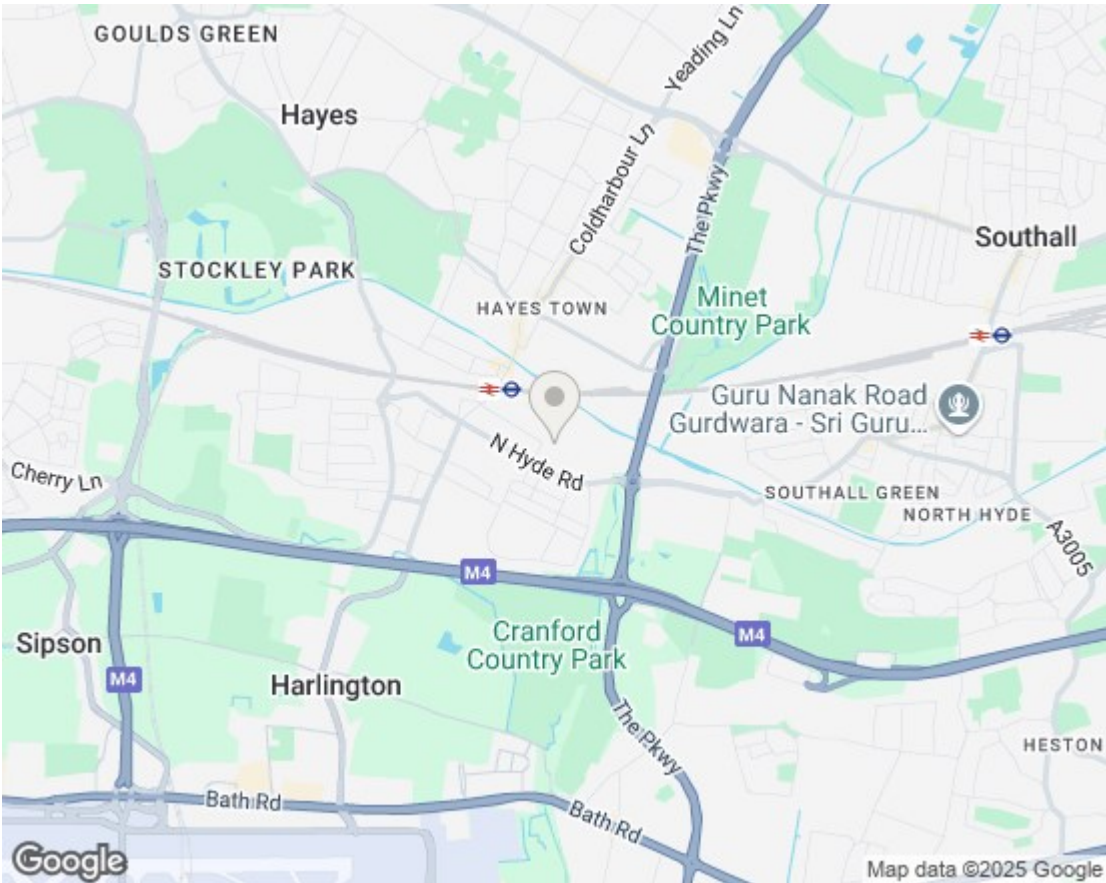 GOULDS GREEN
Hayes
Yeading Ln
Coldharbour Ln
The Pkwy
Southall
STOCKLEY PARK
HAYES TOWN
Minet
Country Park
Guru Nanak Road
Gurdwara - Sri Guru...
N Hyde Rd
Cherry Ln
SOUTHALL GREEN
NORTH HYDE
A3005
M4
M4
Sipson
M4
Cranford
Country Park
Harlington
The Pkwy
HESTON
Bath Rd
Bath Rd
Google
Map data ©2025 Google